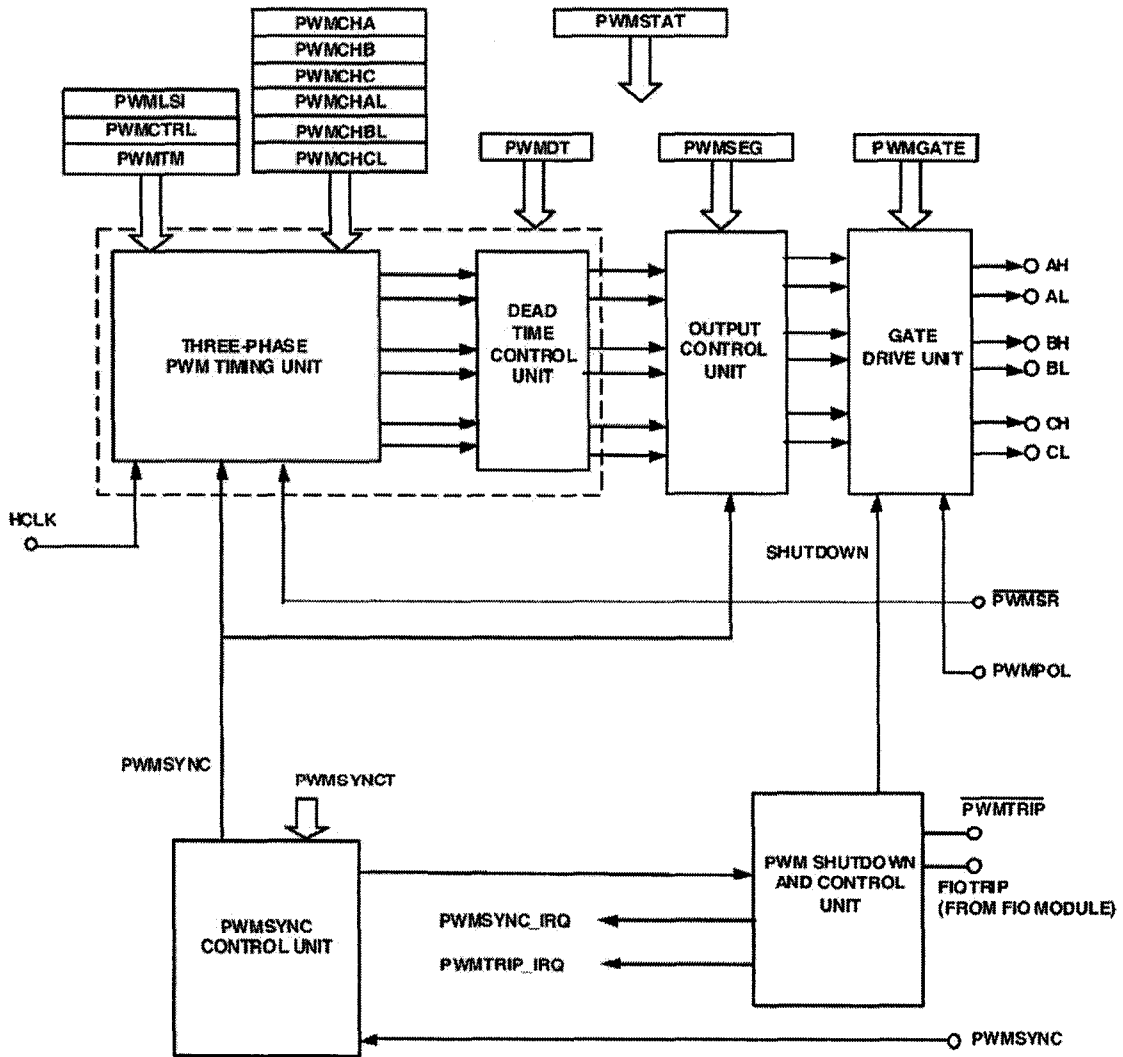 PWMCHA
PWMCHB
PWMCHC
PWMCHAL
PWMCHBL
PWMCHCL
PWMSTAT
PWMLSI
PWMCTRL
PWMTM
PWMDT
PWMSEG
PWMGATE
THREE-PHASE
PWM TIMING UNIT
DEAD
TIME
CONTROL
UNIT
OUTPUT
CONTROL
UNIT
GATE
DRIVE UNIT
AH
AL
BH
BL
CH
CL
HCLK
SHUTDOWN
PWMSR
PWMPOL
PWMSYNC
PWMSYNCT
PWMTRIP
PWMSYNC
CONTROL UNIT
PWM SHUTDOWN
AND CONTROL
UNIT
FIOTRIP
(FROM FIO MODULE)
PWMSYNC_IRQ
PWMTRIP_IRQ
PWMSYNC